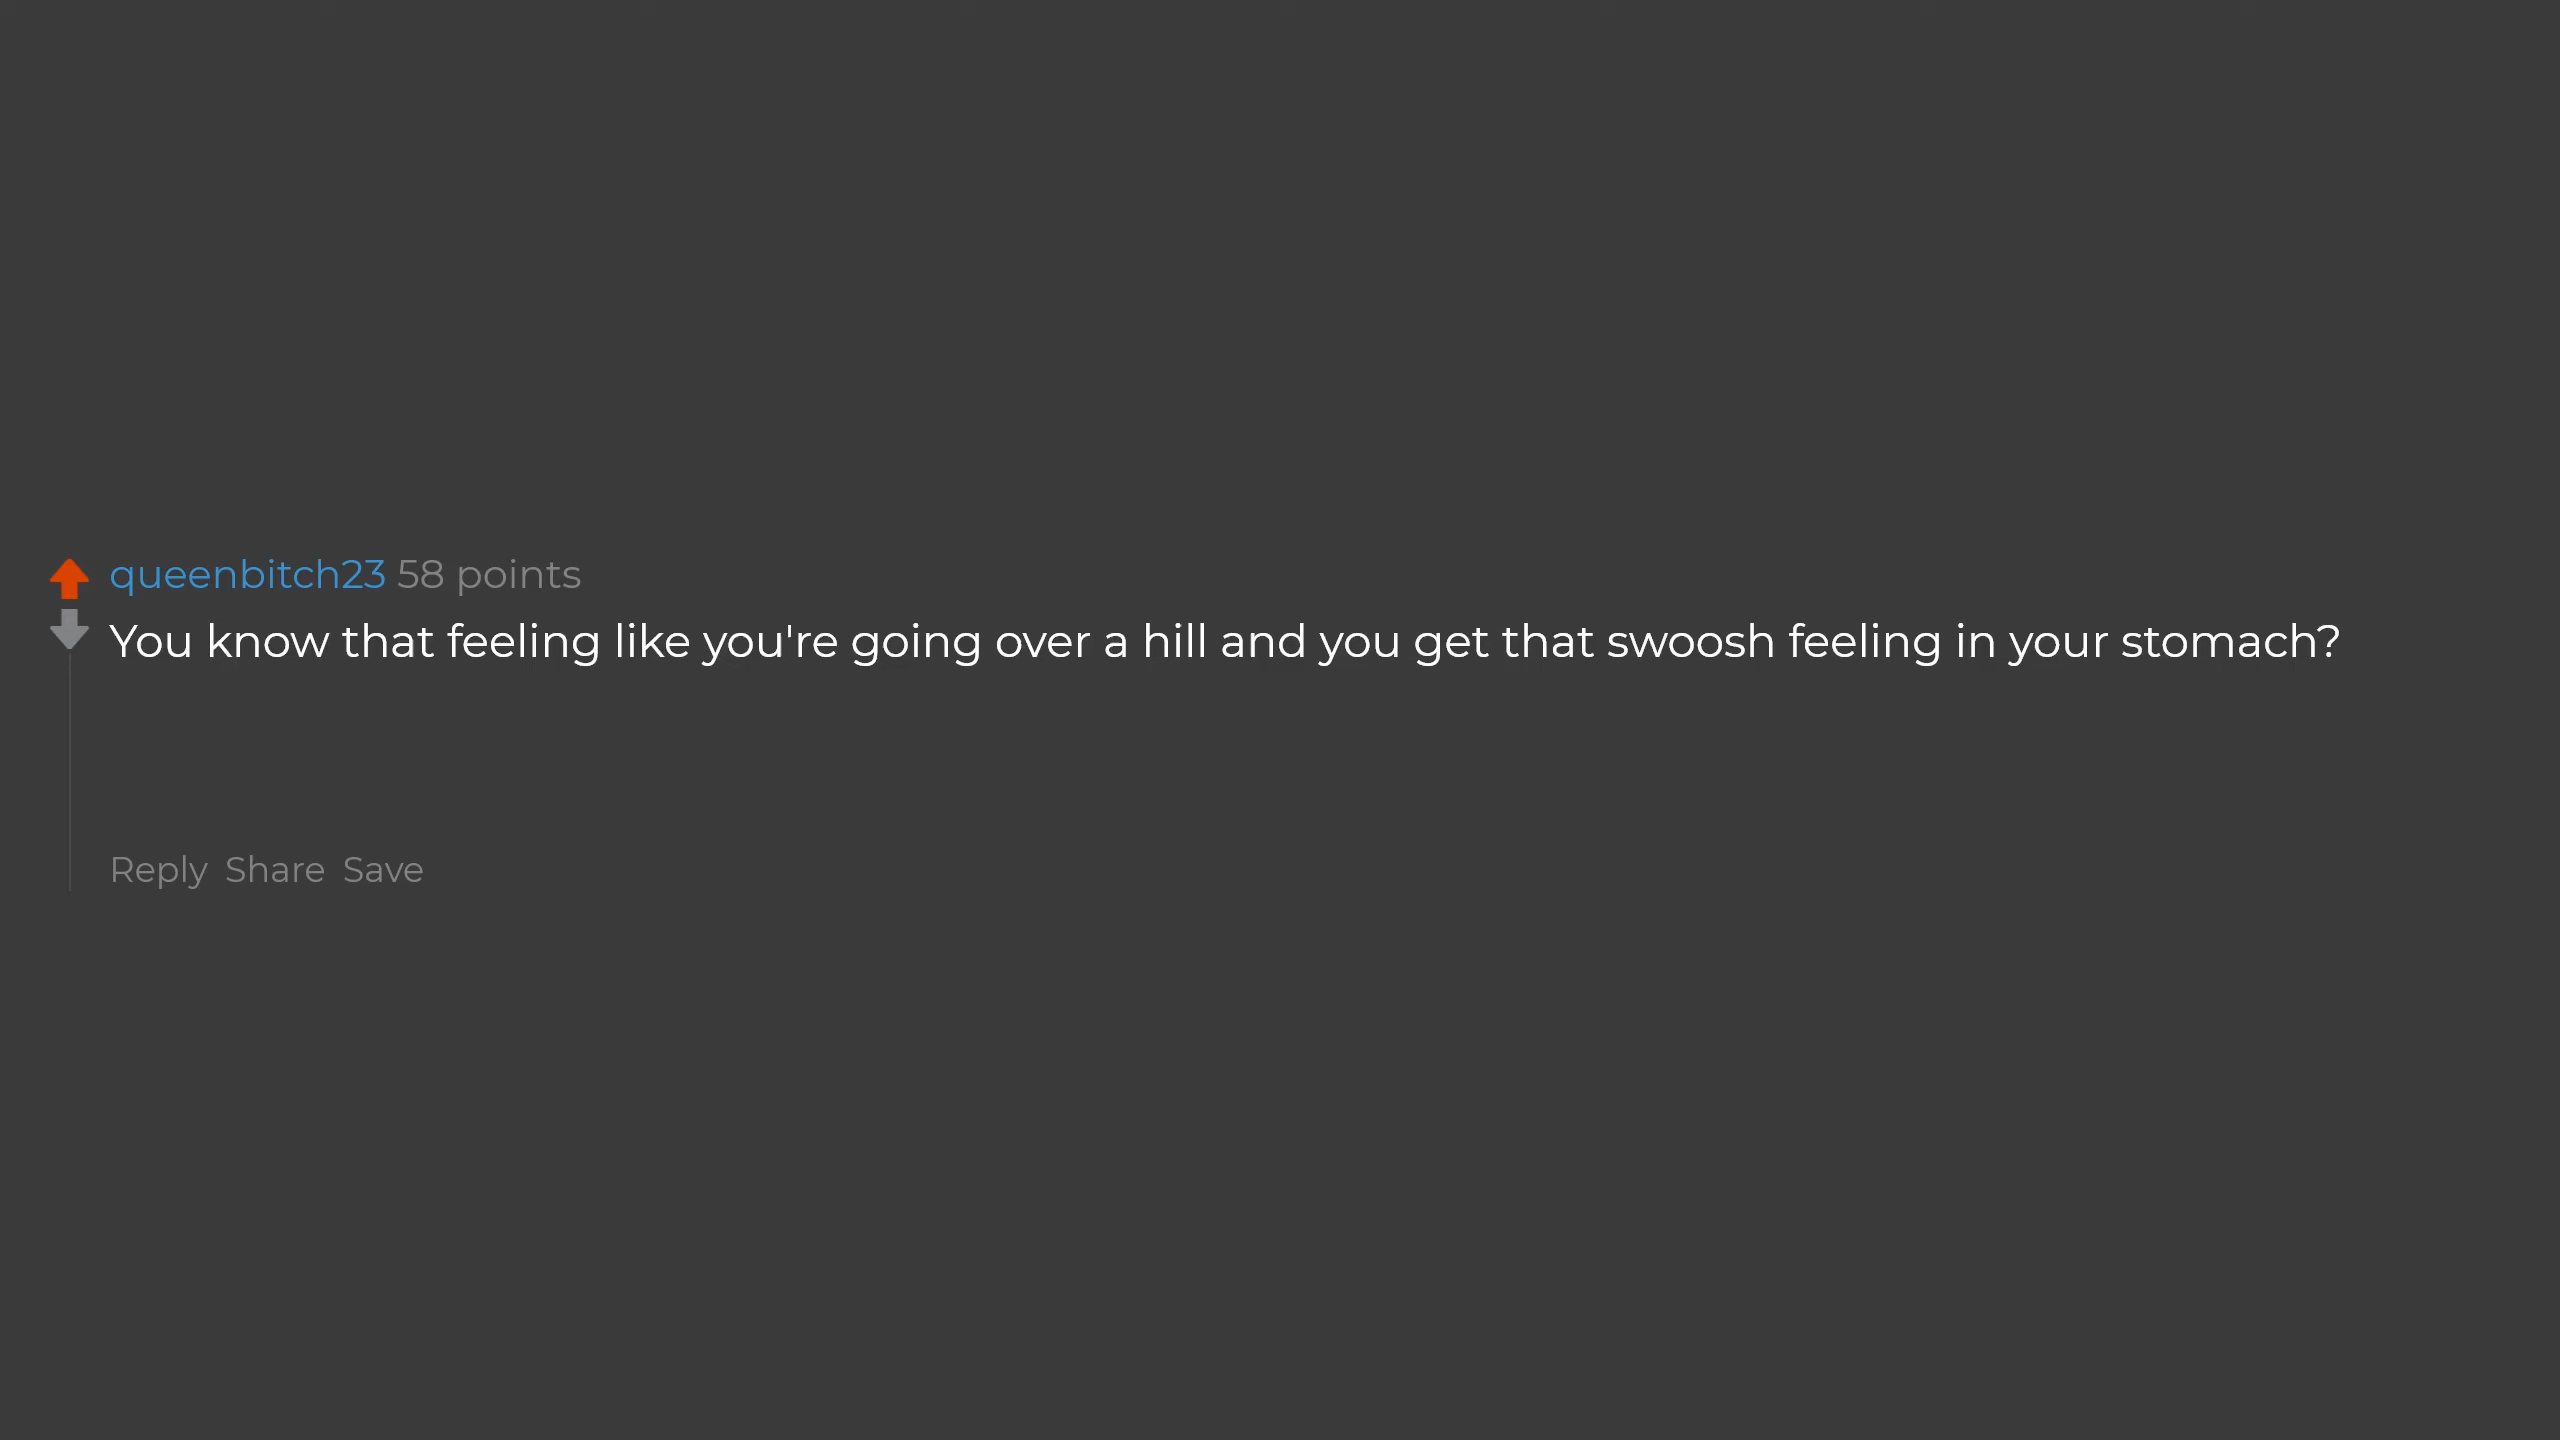 queenbitch23 58 points
You know that feeling like you're going over a hill and you get that swoosh feeling in your stomach?
Reply Share Save